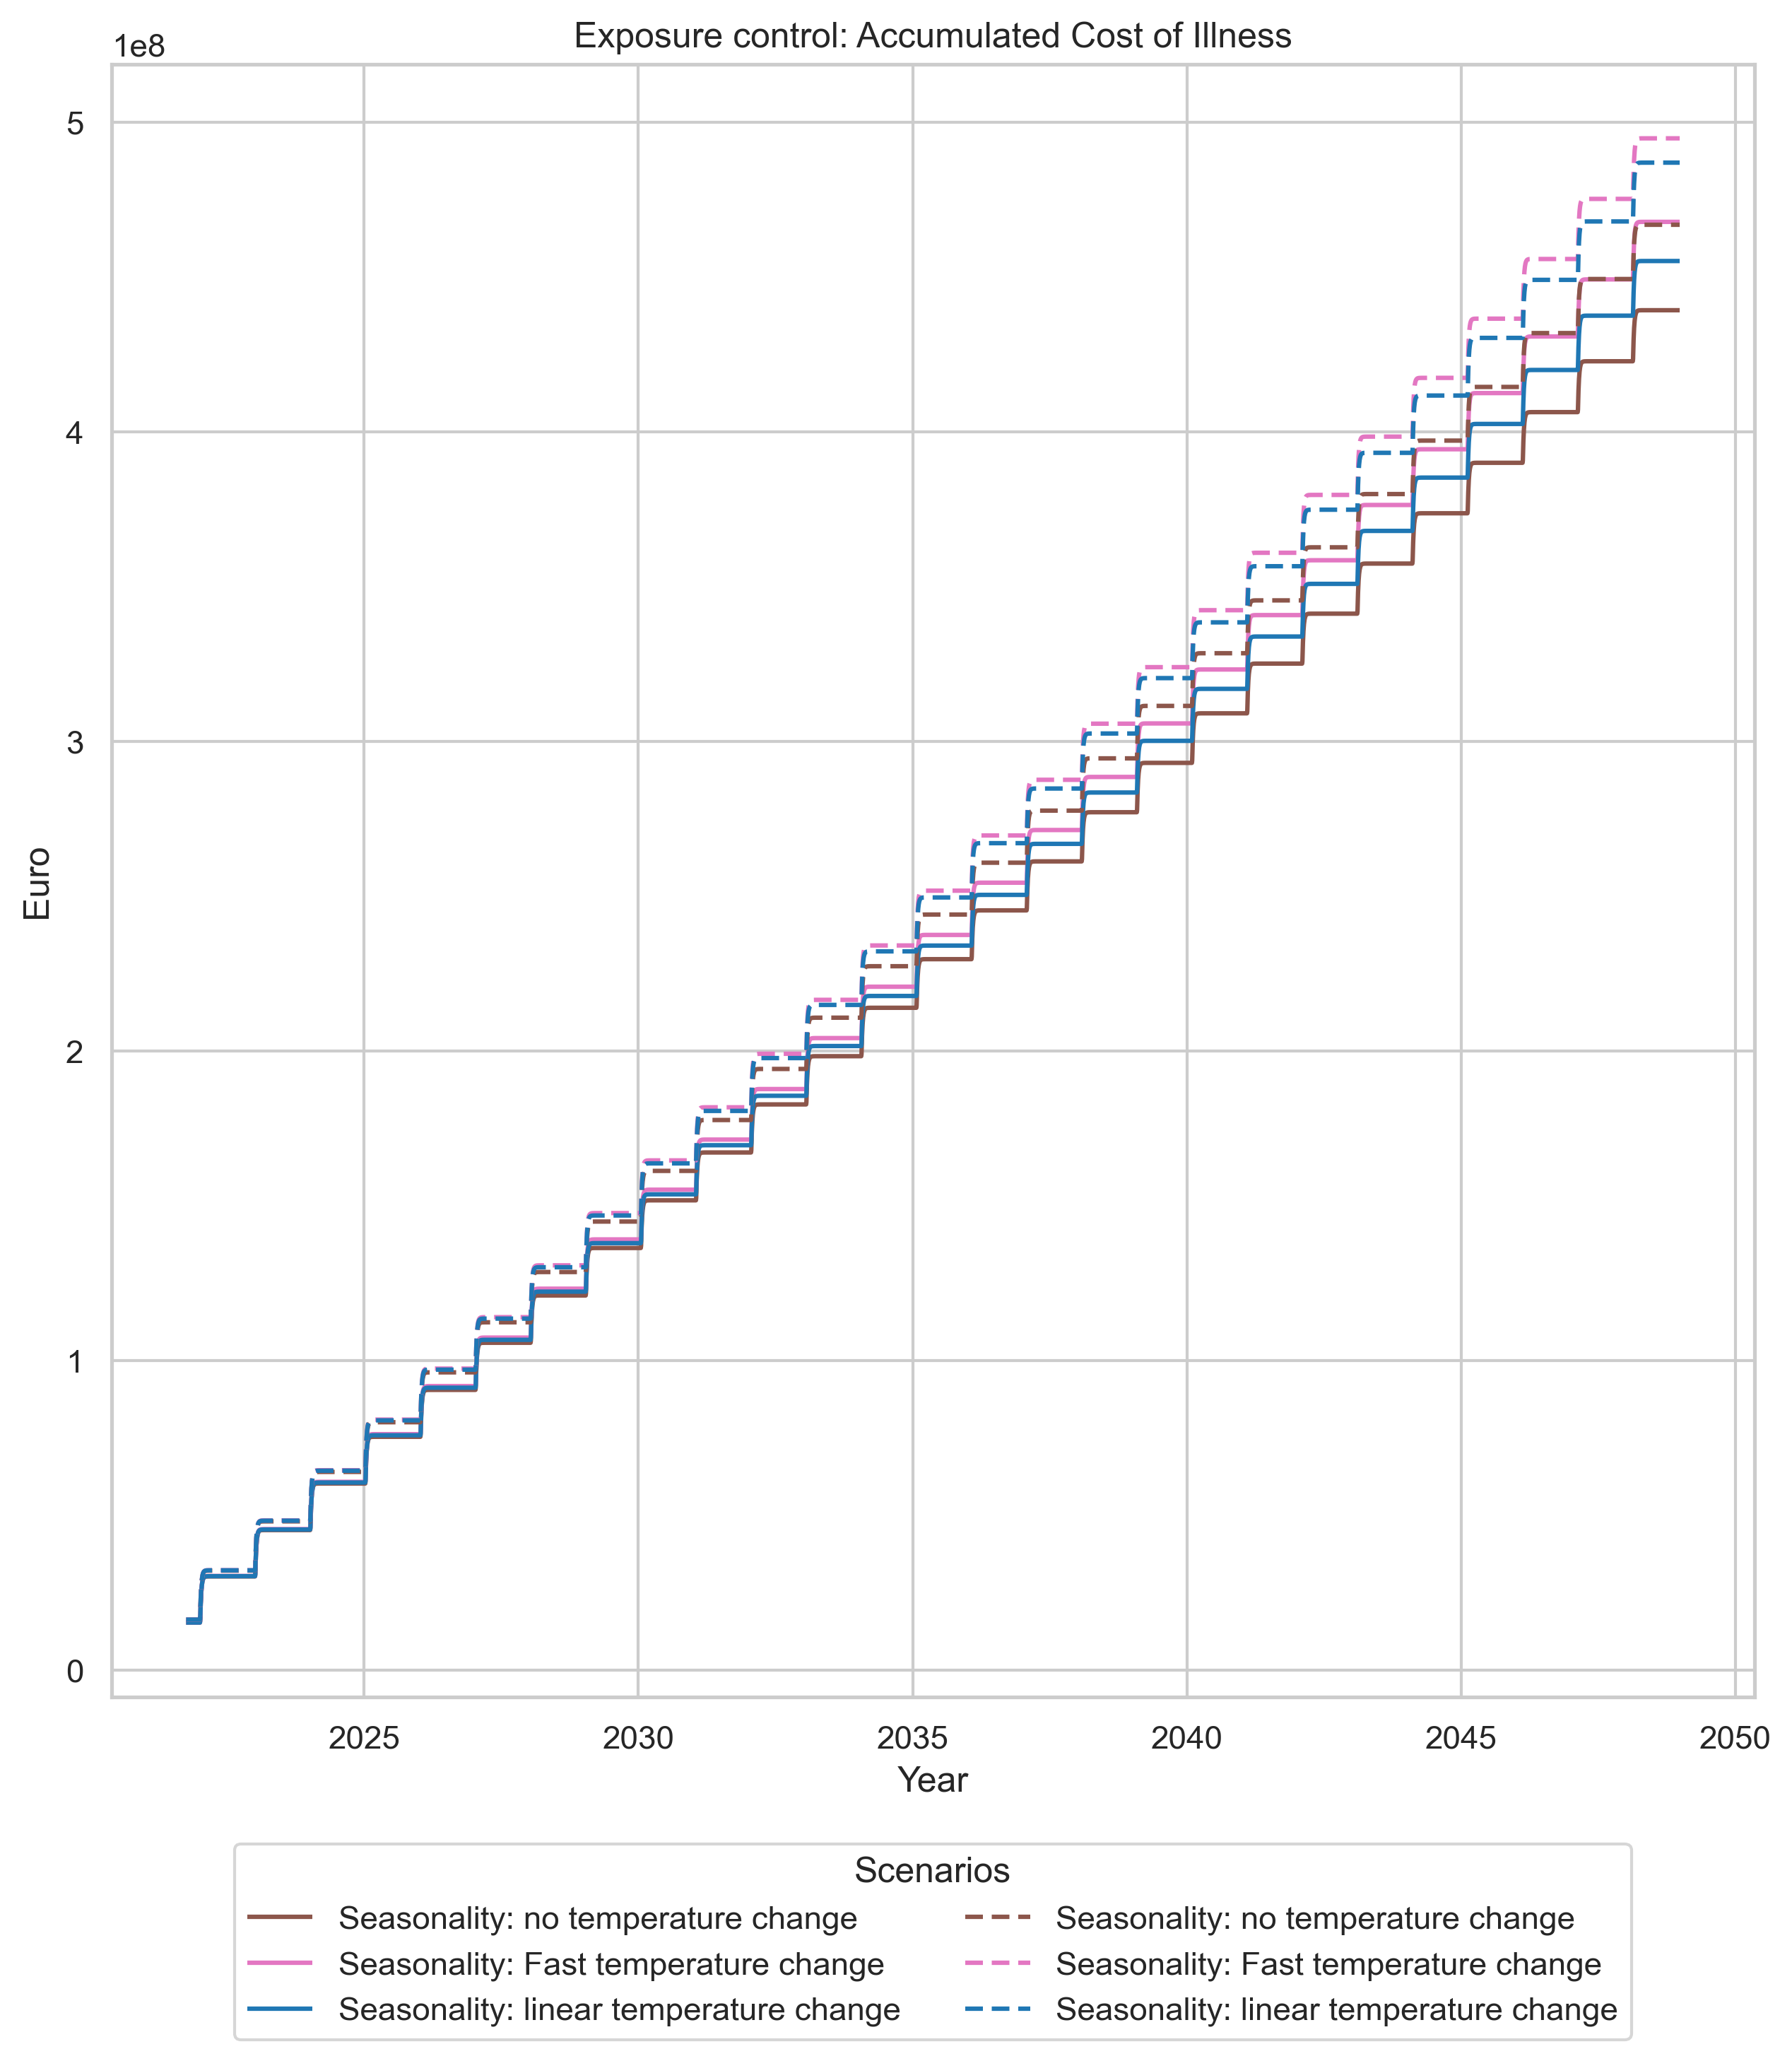 Exposure control: Accumulated Cost of Illness
1e8
5
4
3
2
1
0
Euro
2025 2030 2035 2040 2045 2050
Year
Scenarios
Seasonality: no temperature change Seasonality: no temperature change
Seasonality: Fast temperature change Seasonality: Fast temperature change
Seasonality: linear temperature change Seasonality: linear temperature change